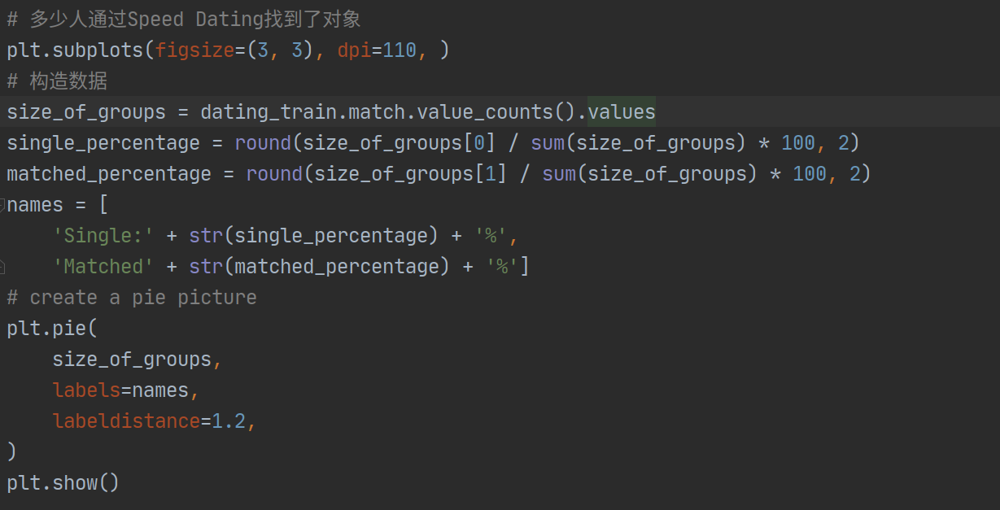 # 多少人通过Speed Dating找到了对象
plt.subplots(figsize=(3, 3), dpi=110, )
# 构造数据
size_of_groups = dating_train.match.value_counts().values
single_percentage = round(size_of_groups[0] / sum(size_of_groups) * 100, 2)
matched_percentage = round(size_of_groups[1] / sum(size_of_groups) * 100, 2)
names = [
    'Single:' + str(single_percentage) + '%',
    'Matched' + str(matched_percentage) + '%']
# create a pie picture
plt.pie(
    size_of_groups,
    labels=names,
    labeldistance=1.2,
)
plt.show()